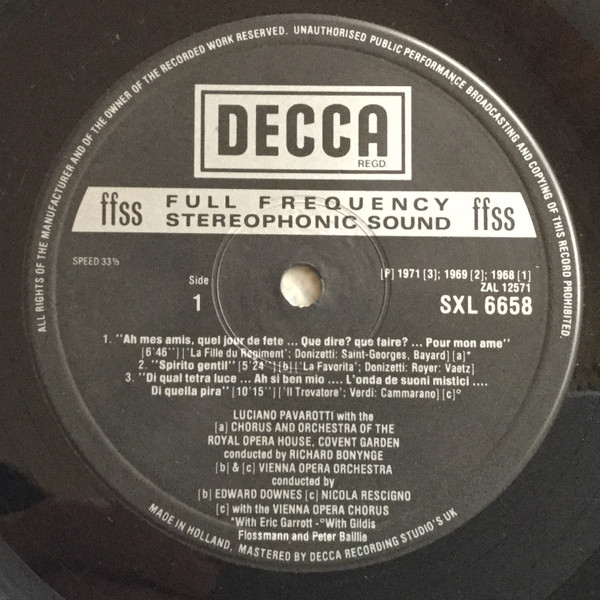 ALL RIGHTS OF THE MANUFACTURER AND OF THE OWNER OF THE RECORDED WORK RESERVED. UNAUTHORISED PUBLIC PERFORMANCE BROADCASTING AND COPYING OF THIS RECORD PROHIBITED.
DECCA
REGD.
ffss FULL FREQUENCY STEREOPHONIC SOUND ffss
SPEED 33⅓
Side
1
[P] 1971 [3]; 1969 [2]; 1968 [1]
ZAL 12571
SXL 6658
1. "Ah mes amis, quel jour de fete ... Que dire? que faire? ... Pour mon ame"
[6'46"] ['La Fille du Regiment'; Donizetti: Saint-Georges, Bayard] [a]*
2. "Spirito gentil" [5'24"] [b] ['La Favorita'; Donizetti: Royer: Vaetz]
3. "Di qual tetra luce ... Ah si ben mio .... L'onda de suoni mistici ....
Di quella pira" [10'15"] ['Il Trovatore'; Verdi: Cammarano] [c]°
LUCIANO PAVAROTTI with the
[a] CHORUS AND ORCHESTRA OF THE
ROYAL OPERA HOUSE, COVENT GARDEN
conducted by RICHARD BONYNGE
[b] & [c] VIENNA OPERA ORCHESTRA
conducted by
[b] EDWARD DOWNES [c] NICOLA RESCIGNO
[c] with the VIENNA OPERA CHORUS
*With Eric Garrott -°With Gildis
Flossmann and Peter Baillie
MADE IN HOLLAND, MASTERED BY DECCA RECORDING STUDIO'S UK